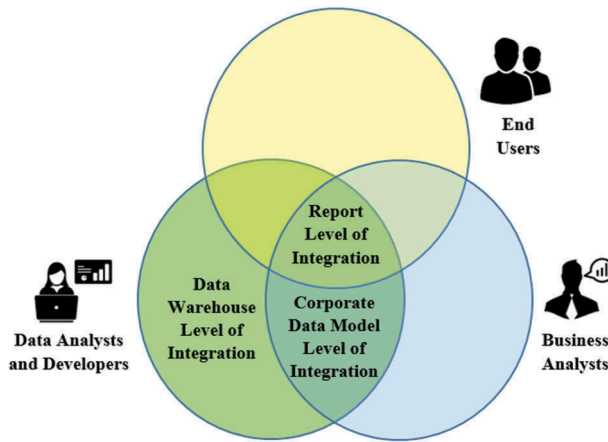 End
Users
Report
Level of
Integration
Data
Warehouse
Level of
Integration
Corporate
Data Model
Level of
Integration
Data Analysts
and Developers
Business
Analysts